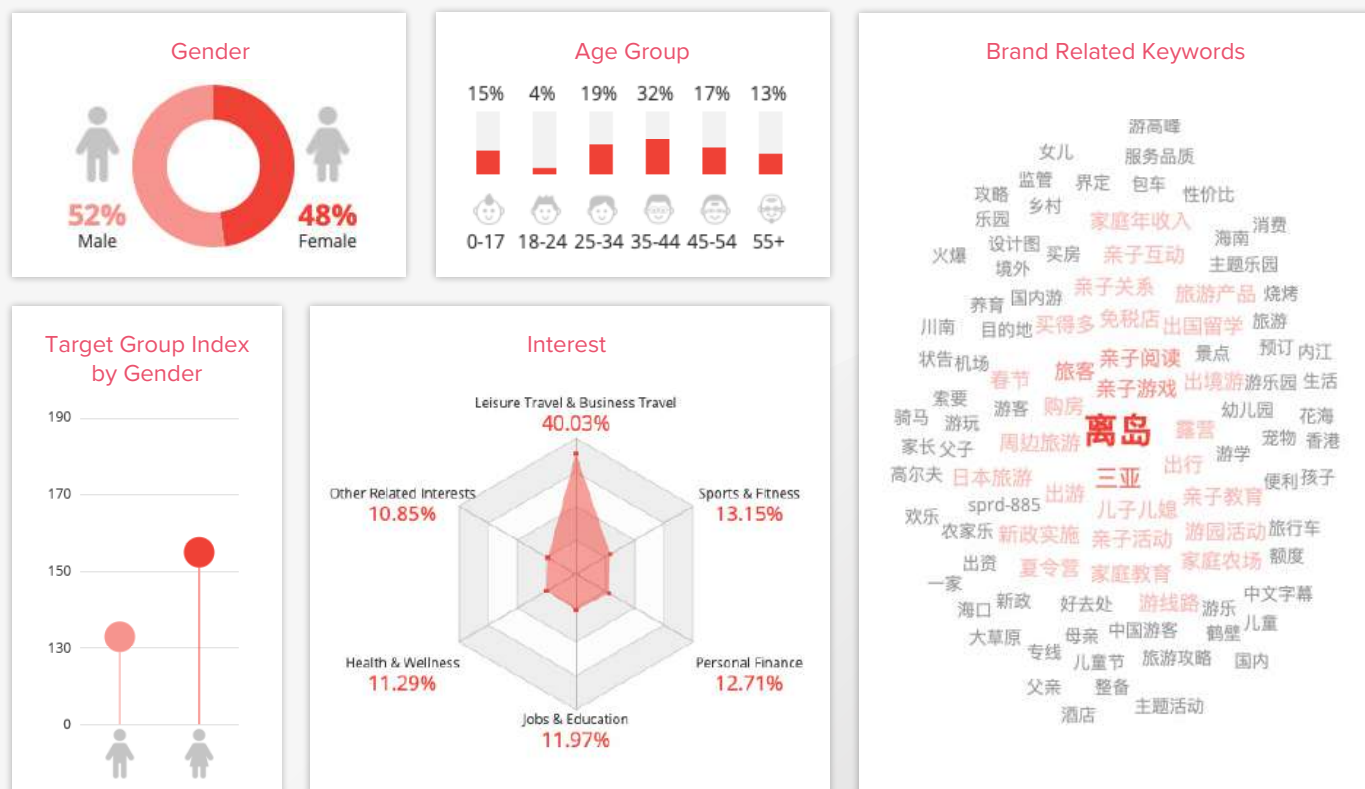 Gender
52%
Male
48%
Female
Age Group
15% 4% 19% 32% 17% 13%
0-17 18-24 25-34 35-44 45-54 55+
Target Group Index
by Gender
190
170
150
130
0
Interest
Leisure Travel & Business Travel
40.03%
Other Related Interests
10.85%
Sports & Fitness
13.15%
Health & Wellness
11.29%
Personal Finance
12.71%
Jobs & Education
11.97%
Brand Related Keywords
游高峰
女儿 服务品质
监管 界定 包车 性价比
攻略 乡村
乐园 家庭年收入 消费
火爆 设计图 买房 亲子互动 海南
境外 主题乐园
养育 国内游 亲子关系 旅游产品 烧烤
川南 目的地 买得多 免税店 出国留学 旅游
状告 机场 亲子阅读 景点 预订 内江
春节 旅客 亲子游戏 出境游 游乐园 生活
索要 游客 购房 幼儿园
骑马 游玩 离岛 露营 花海
家长 父子 周边旅游 游学 宠物 香港
高尔夫 日本旅游 三亚 出行 便利 孩子
sprd-885 出游 亲子教育
欢乐 儿子儿媳
农家乐 新政实施 亲子活动 游园活动 旅行车
出资 夏令营 家庭教育 家庭农场 额度
一家
海口 新政 好去处 游线路 游乐 中文字幕
大草原 母亲 中国游客 鹤壁 儿童
专线 儿童节 旅游攻略 国内
父亲 整备
酒店 主题活动